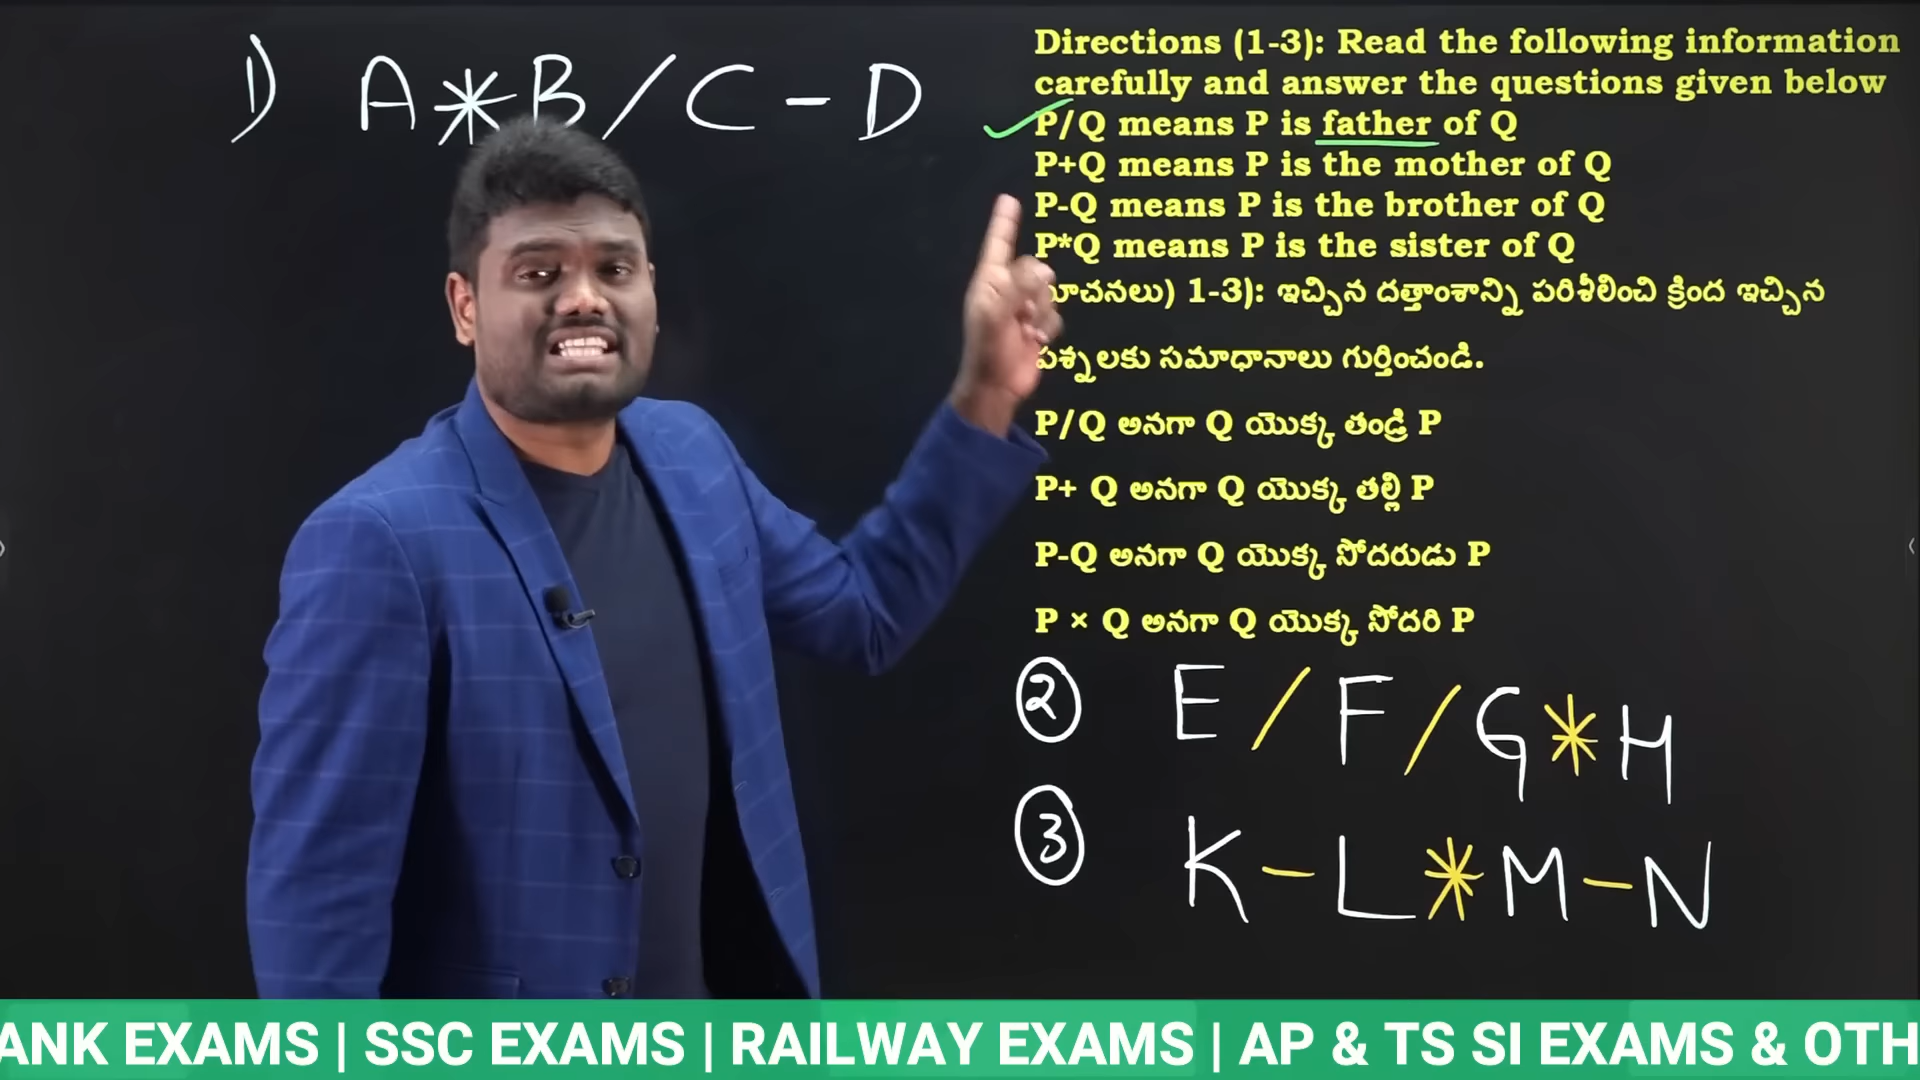 1) A * B / C - D
Directions (1-3): Read the following information
carefully and answer the questions given below
P/Q means P is father of Q
P+Q means P is the mother of Q
P-Q means P is the brother of Q
P*Q means P is the sister of Q
1-3): ఇచ్చిన దత్తాంశాన్ని పరిశీలించి క్రింద ఇచ్చిన
సమాధానాలు గుర్తించండి.
P/Q అనగా Q యొక్క తండ్రి P
P+ Q అనగా Q యొక్క తల్లి P
P-Q అనగా Q యొక్క సోదరుడు P
P × Q అనగా Q యొక్క సోదరి P
2 E / F / G * H
3 K - L * M - N
ANK EXAMS | SSC EXAMS | RAILWAY EXAMS | AP & TS SI EXAMS & OTH